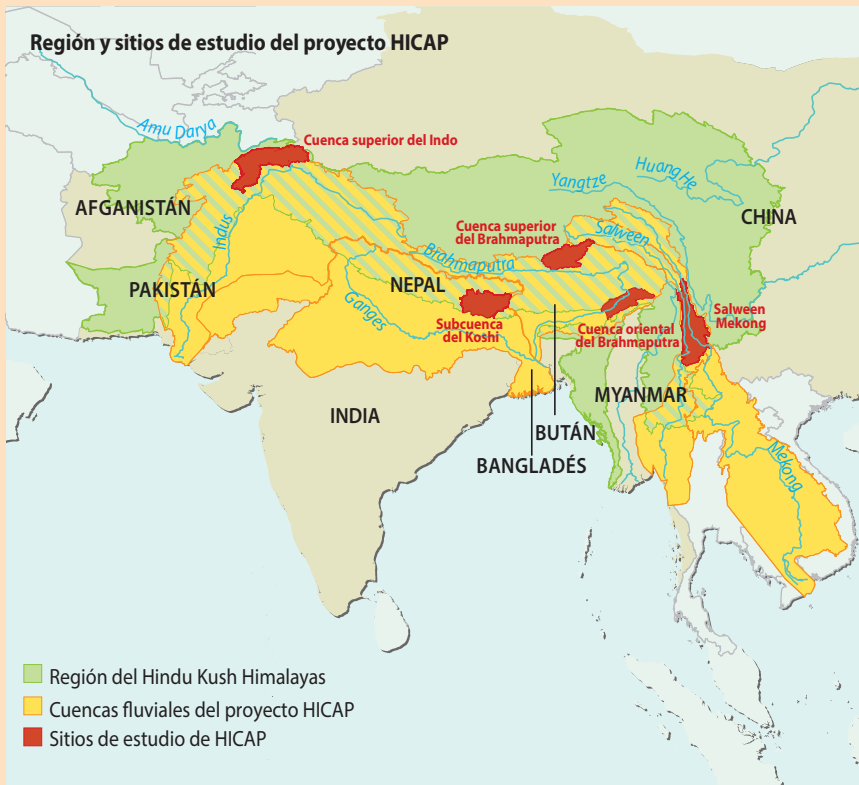 Región y sitios de estudio del proyecto HICAP
Amu Darya
Cuenca superior del Indo
HuangHe
Yangtze
AFGANISTÁN
CHINA
Indus
Cuenca superior
del Brahmaputra
Salween
Brahmaputra
PAKISTÁN
NEPAL
Ganges
Subcuenca
del Koshi
Cuenca oriental
del Brahmaputra
Salween
Mekong
MYANMAR
INDIA
BUTÁN
BANGLADÉS
Mekong
Región del Hindu Kush Himalayas
Cuencas fluviales del proyecto HICAP
Sitios de estudio de HICAP